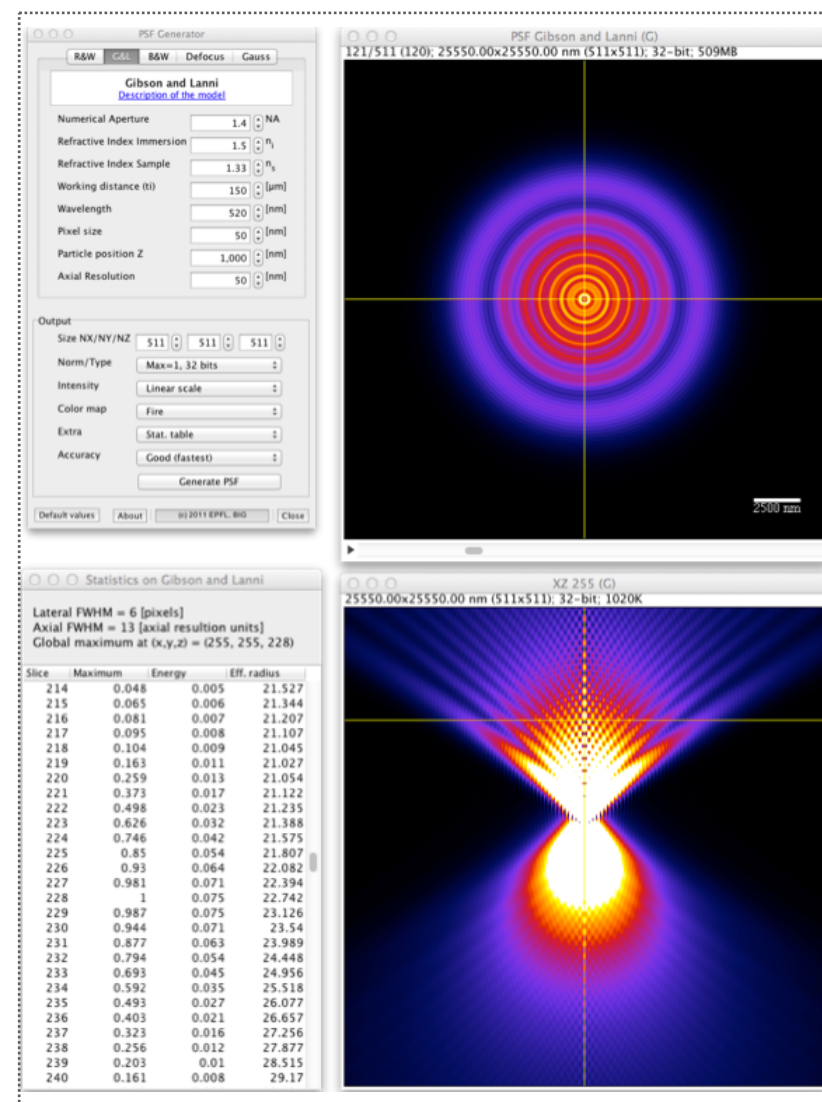 PSF Generator
R&W G&L B&W Defocus Gauss
Gibson and Lanni
Description of the model
Numerical Aperture 1.4 NA
Refractive Index Immersion 1.5 ni
Refractive Index Sample 1.33 ns
Working distance (ti) 150 [μm]
Wavelength 520 [nm]
Pixel size 50 [nm]
Particle position Z 1,000 [nm]
Axial Resolution 50 [nm]
Output
Size NX/NY/NZ 511 511 511
Norm/Type Max=1, 32 bits
Intensity Linear scale
Color map Fire
Extra Stat. table
Accuracy Good (fastest)
Generate PSF
Default values About (c) 2011 EPFL, BIG Close
PSF Gibson and Lanni (G)
121/511 (120); 25550.00x25550.00 nm (511x511); 32-bit; 509MB
2500 nm
Statistics on Gibson and Lanni
Lateral FWHM = 6 [pixels]
Axial FWHM = 13 [axial resultion units]
Global maximum at (x,y,z) = (255, 255, 228)
Slice Maximum Energy Eff. radius
214 0.048 0.005 21.527
215 0.065 0.006 21.344
216 0.081 0.007 21.207
217 0.095 0.008 21.107
218 0.104 0.009 21.045
219 0.163 0.011 21.027
220 0.259 0.013 21.054
221 0.373 0.017 21.122
222 0.498 0.023 21.235
223 0.626 0.032 21.388
224 0.746 0.042 21.575
225 0.85 0.054 21.807
226 0.93 0.064 22.082
227 0.981 0.071 22.394
228 1 0.075 22.742
229 0.987 0.075 23.126
230 0.944 0.071 23.54
231 0.877 0.063 23.989
232 0.794 0.054 24.448
233 0.693 0.045 24.956
234 0.592 0.035 25.518
235 0.493 0.027 26.077
236 0.403 0.021 26.657
237 0.323 0.016 27.256
238 0.256 0.012 27.877
239 0.203 0.01 28.515
240 0.161 0.008 29.17
XZ 255 (G)
25550.00x25550.00 nm (511x511); 32-bit; 1020K